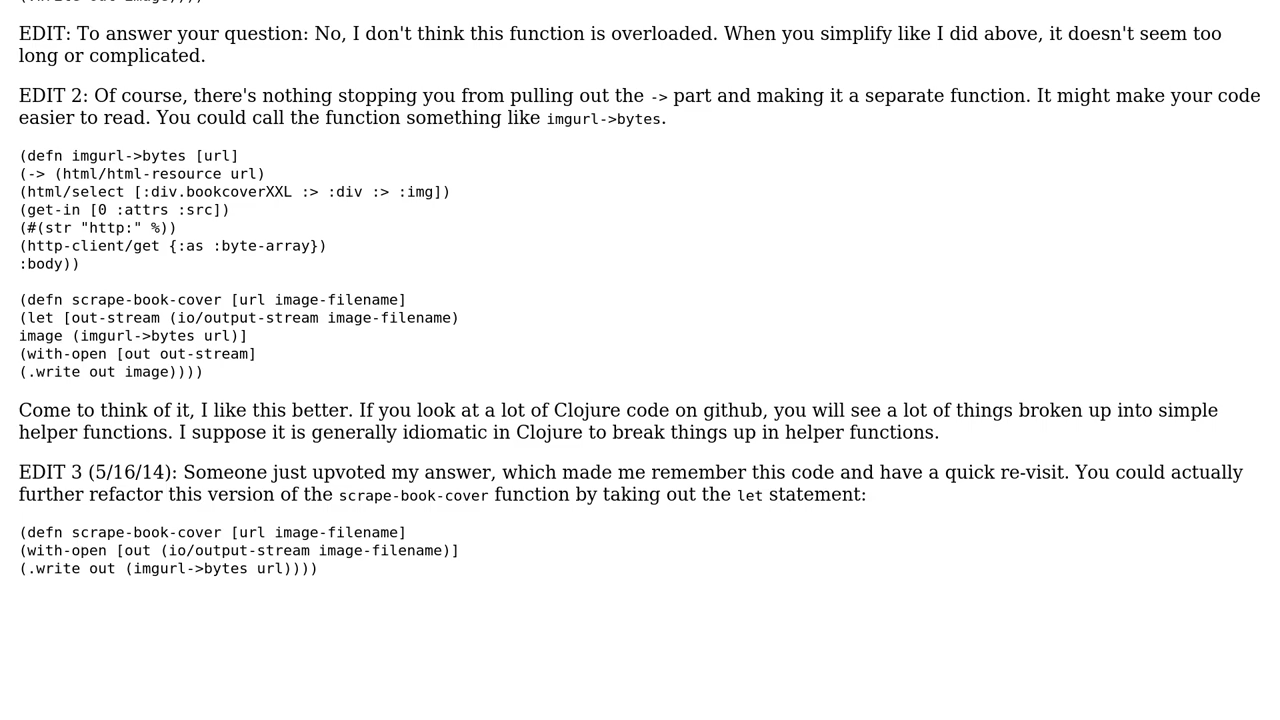 EDIT: To answer your question: No, I don't think this function is overloaded. When you simplify like I did above, it doesn't seem too
long or complicated.
EDIT 2: Of course, there's nothing stopping you from pulling out the -> part and making it a separate function. It might make your code
easier to read. You could call the function something like imgurl->bytes.
(defn imgurl->bytes [url]
(-> (html/html-resource url)
(html/select [:div.bookcoverXXL :> :div :> :img])
(get-in [0 :attrs :src])
(#(str "http:" %))
(http-client/get {:as :byte-array})
:body))
(defn scrape-book-cover [url image-filename]
(let [out-stream (io/output-stream image-filename)
image (imgurl->bytes url)]
(with-open [out out-stream]
(.write out image))))
Come to think of it, I like this better. If you look at a lot of Clojure code on github, you will see a lot of things broken up into simple
helper functions. I suppose it is generally idiomatic in Clojure to break things up in helper functions.
EDIT 3 (5/16/14): Someone just upvoted my answer, which made me remember this code and have a quick re-visit. You could actually
further refactor this version of the scrape-book-cover function by taking out the let statement:
(defn scrape-book-cover [url image-filename]
(with-open [out (io/output-stream image-filename)]
(.write out (imgurl->bytes url))))